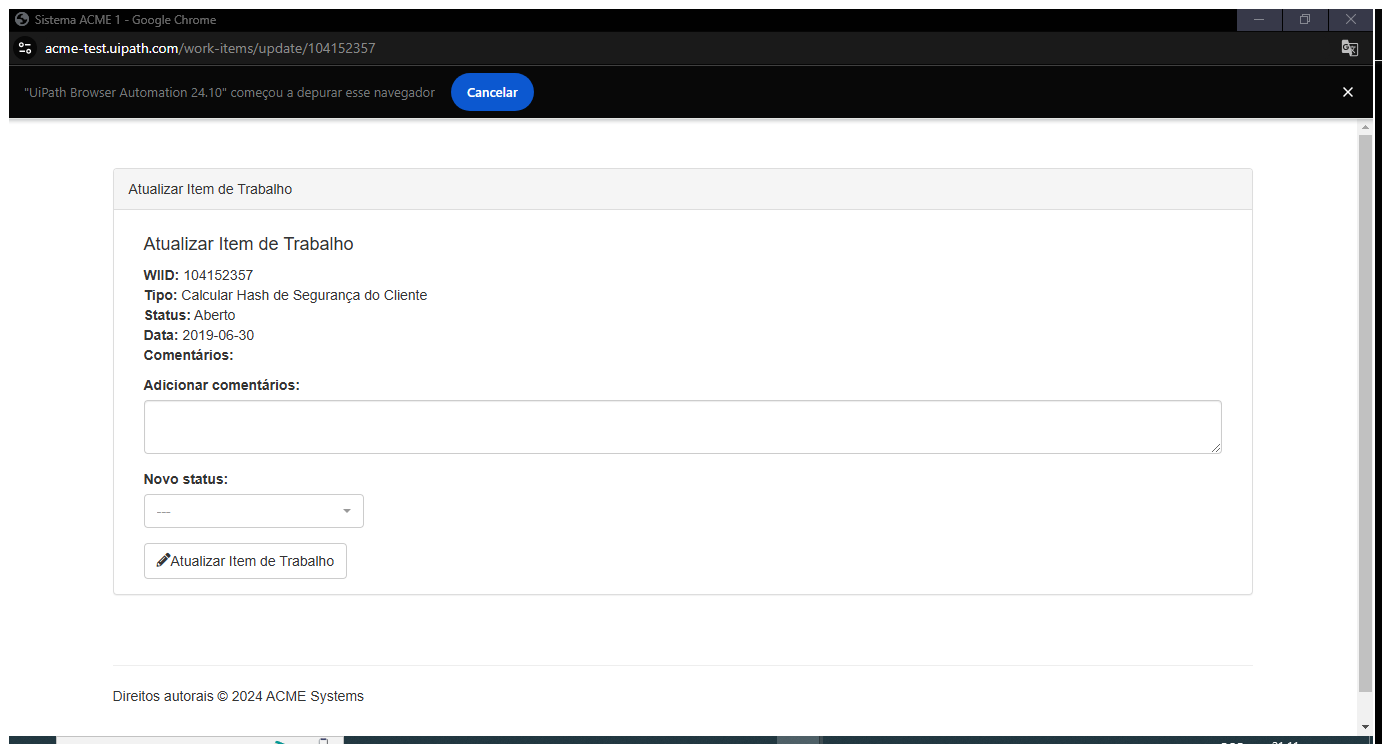 Sistema ACME 1 - Google Chrome
acme-test.uipath.com/work-items/update/104152357
"UiPath Browser Automation 24.10" começou a depurar esse navegador Cancelar
Atualizar Item de Trabalho
Atualizar Item de Trabalho
WIID: 104152357
Tipo: Calcular Hash de Segurança do Cliente
Status: Aberto
Data: 2019-06-30
Comentários:
Adicionar comentários:
Novo status:
---
Atualizar Item de Trabalho
Direitos autorais © 2024 ACME Systems